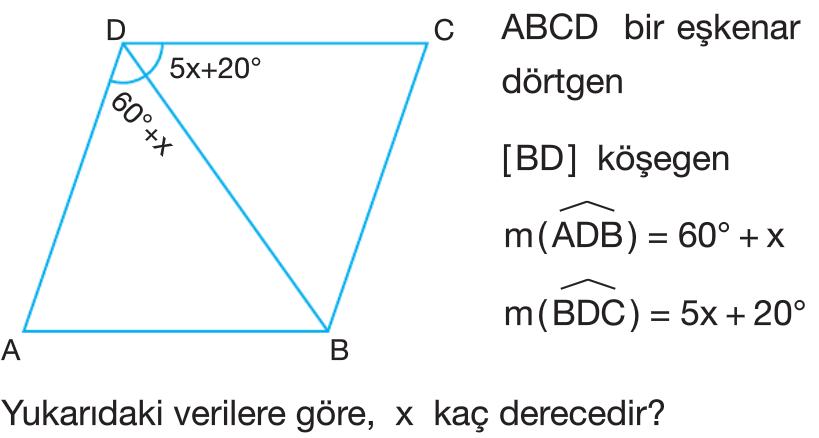 D
C
5x+20°
60°+x
A
B
ABCD bir eşkenar
dörtgen
[BD] köşegen
m(ADB) = 60° + x
m(BDC) = 5x + 20°
Yukarıdaki verilere göre, x kaç derecedir?